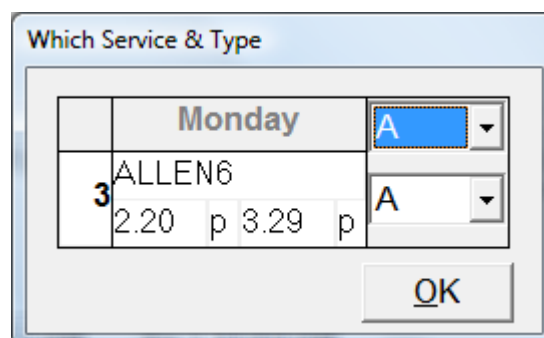 Which Service & Type
Monday A
3 ALLEN6
2.20 p 3.29 p A
OK